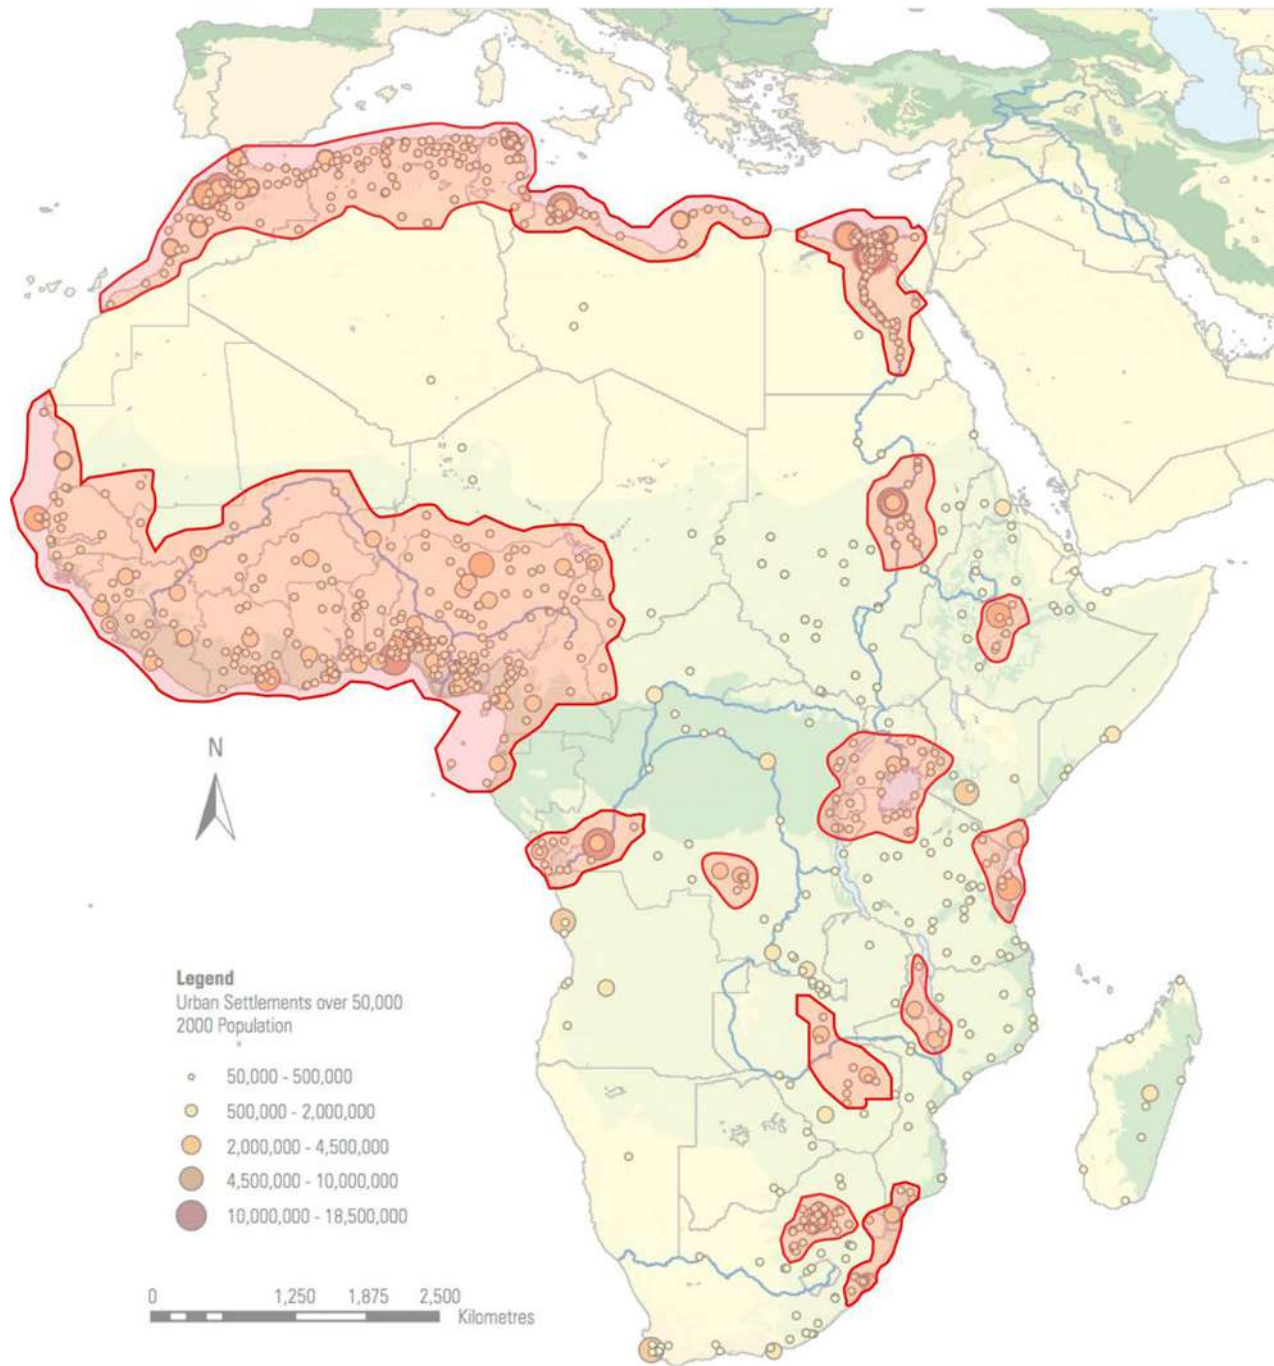 N
Legend
Urban Settlements over 50,000
2000 Population
50,000 - 500,000
500,000 - 2,000,000
2,000,000 - 4,500,000
4,500,000 - 10,000,000
10,000,000 - 18,500,000
0 1,250 1,875 2,500
Kilometres